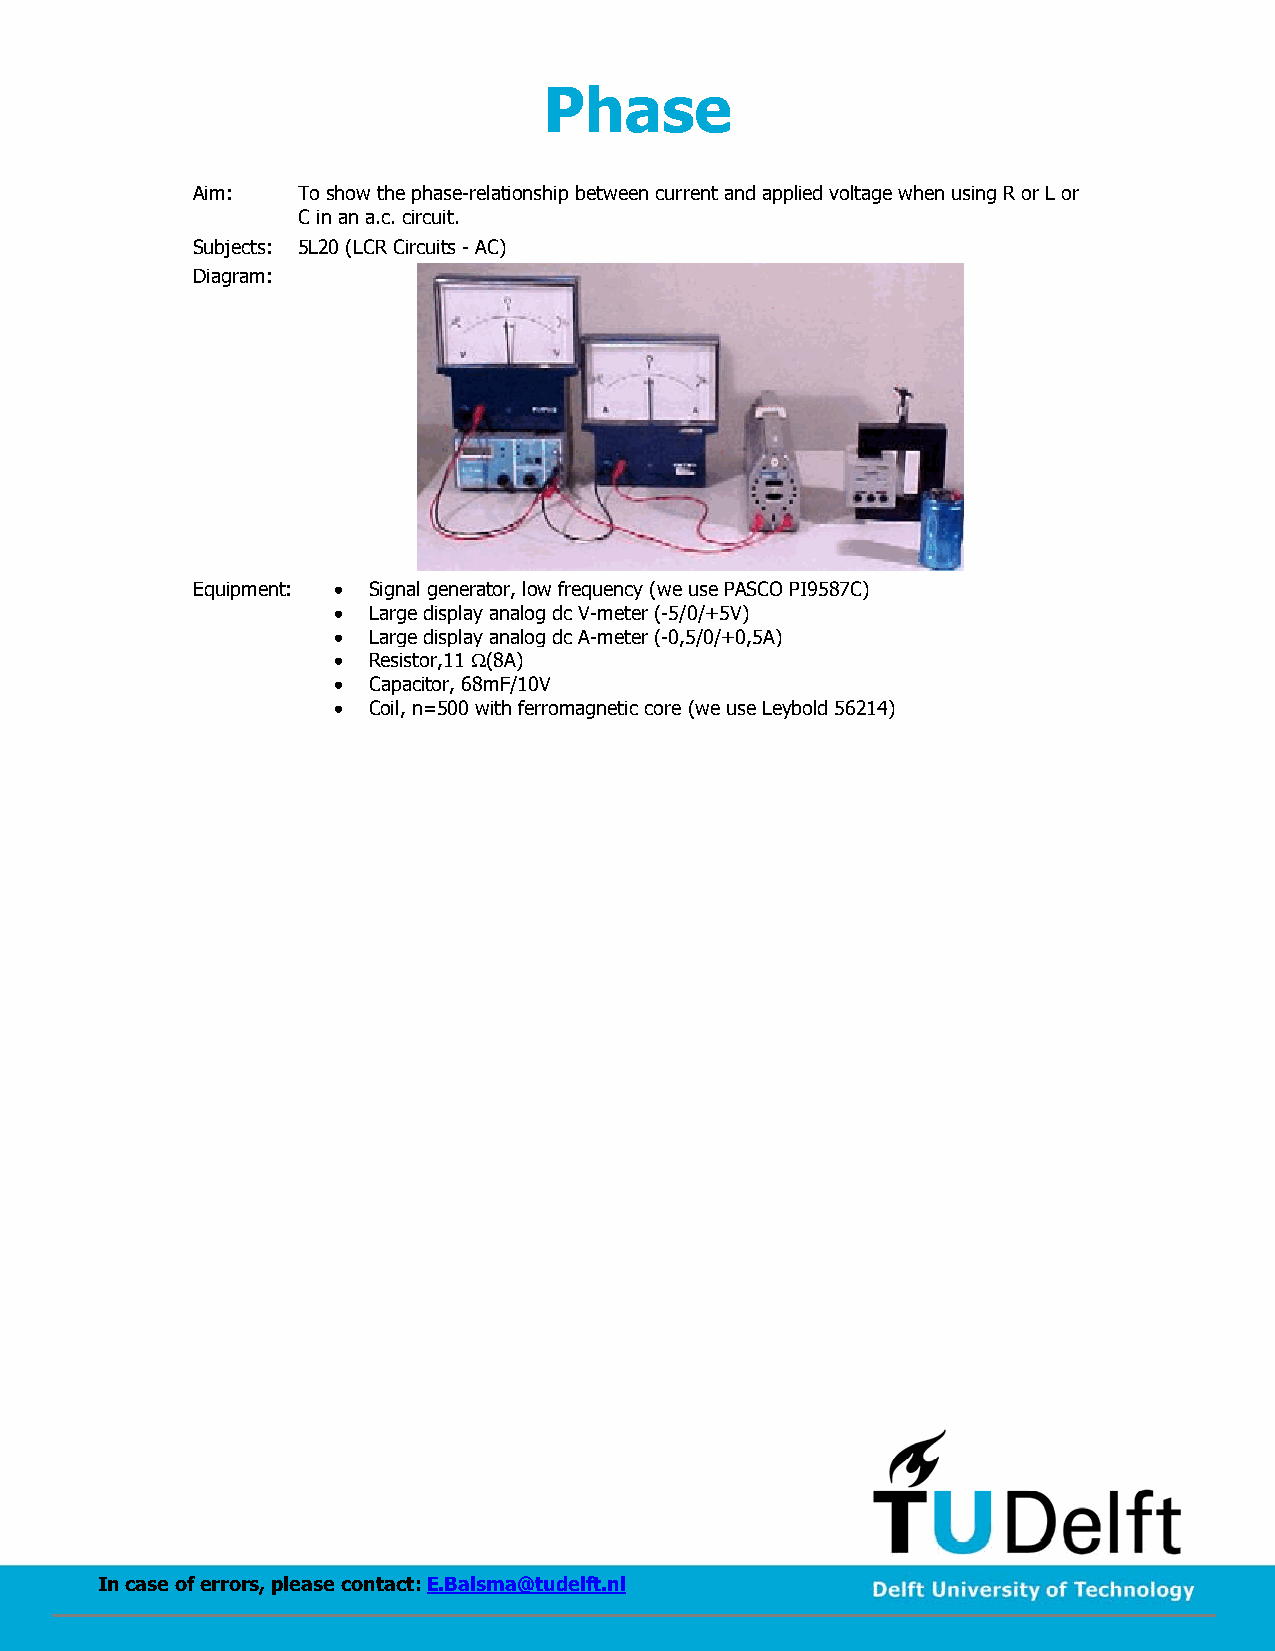 Phase
Aim: To show the phase-relationship between current and applied voltage when using R or L or
C in an a.c. circuit.
Subjects: 5L20 (LCR Circuits - AC)
Diagram:
Equipment: • Signal generator, low frequency (we use PASCO PI9587C)
• Large display analog dc V-meter (-5/0/+5V)
• Large display analog dc A-meter (-0,5/0/+0,5A)
• Resistor,11 Ω(8A)
• Capacitor, 68mF/10V
• Coil, n=500 with ferromagnetic core (we use Leybold 56214)
TUDelft
In case of errors, please contact: E.Balsma@tudelft.nl
Delft University of Technology